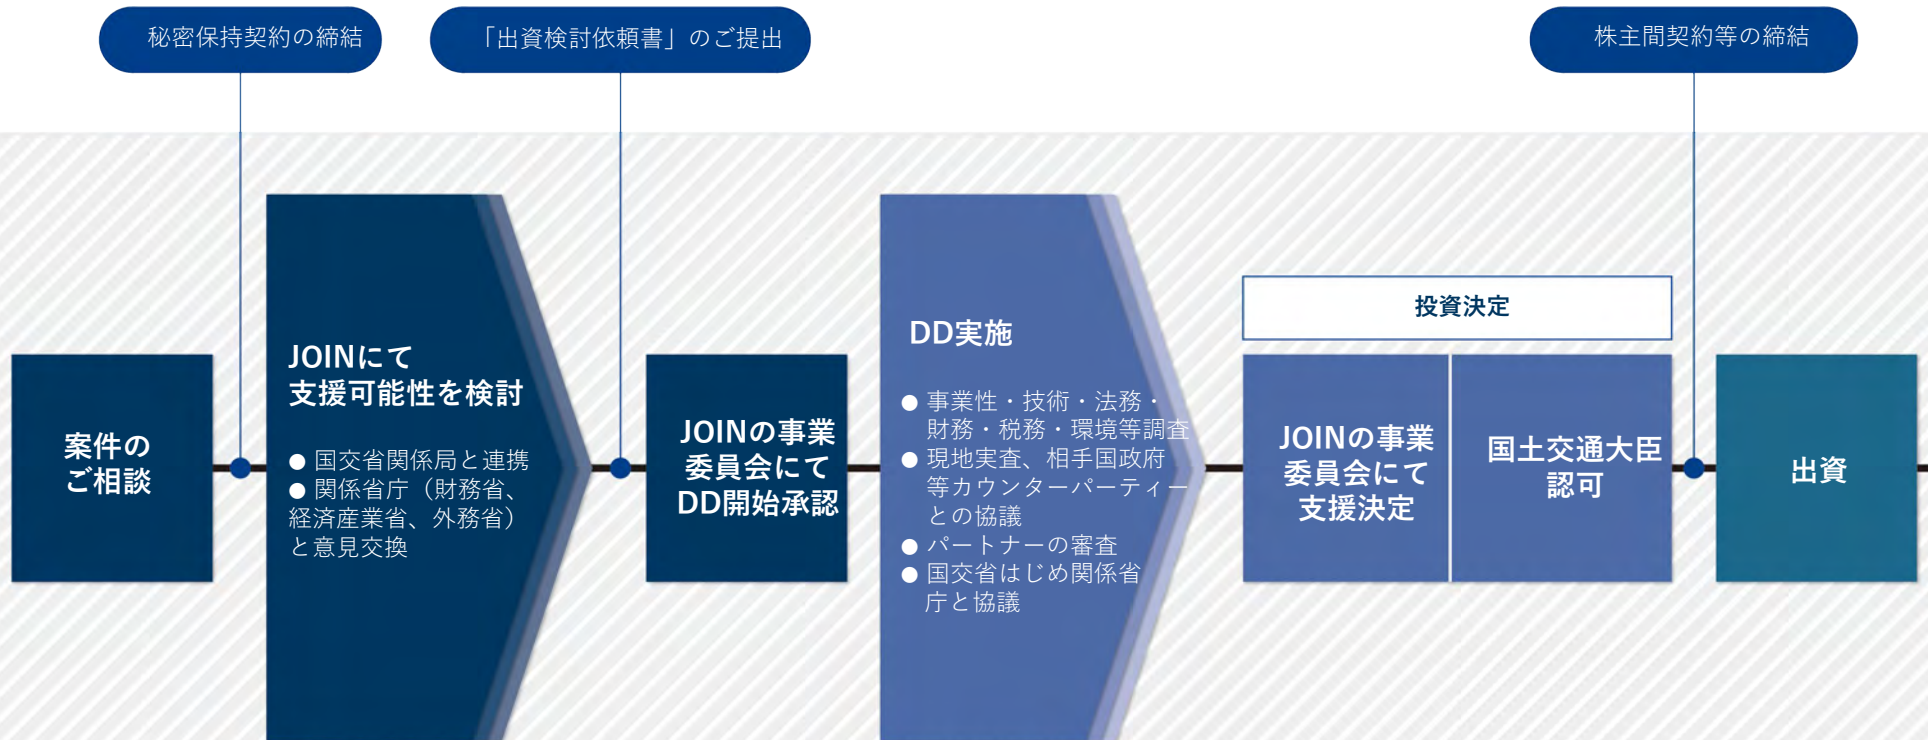 秘密保持契約の締結
「出資検討依頼書」のご提出
株主間契約等の締結
案件の
ご相談
JOINにて
支援可能性を検討
● 国交省関係局と連携
● 関係省庁（財務省、
経済産業省、外務省）
と意見交換
JOINの事業
委員会にて
DD開始承認
DD実施
● 事業性・技術・法務・
財務・税務・環境等調査
● 現地実査、相手国政府
等カウンターパーティー
との協議
● パートナーの審査
● 国交省はじめ関係省
庁と協議
投資決定
JOINの事業
委員会にて
支援決定
国土交通大臣
認可
出資